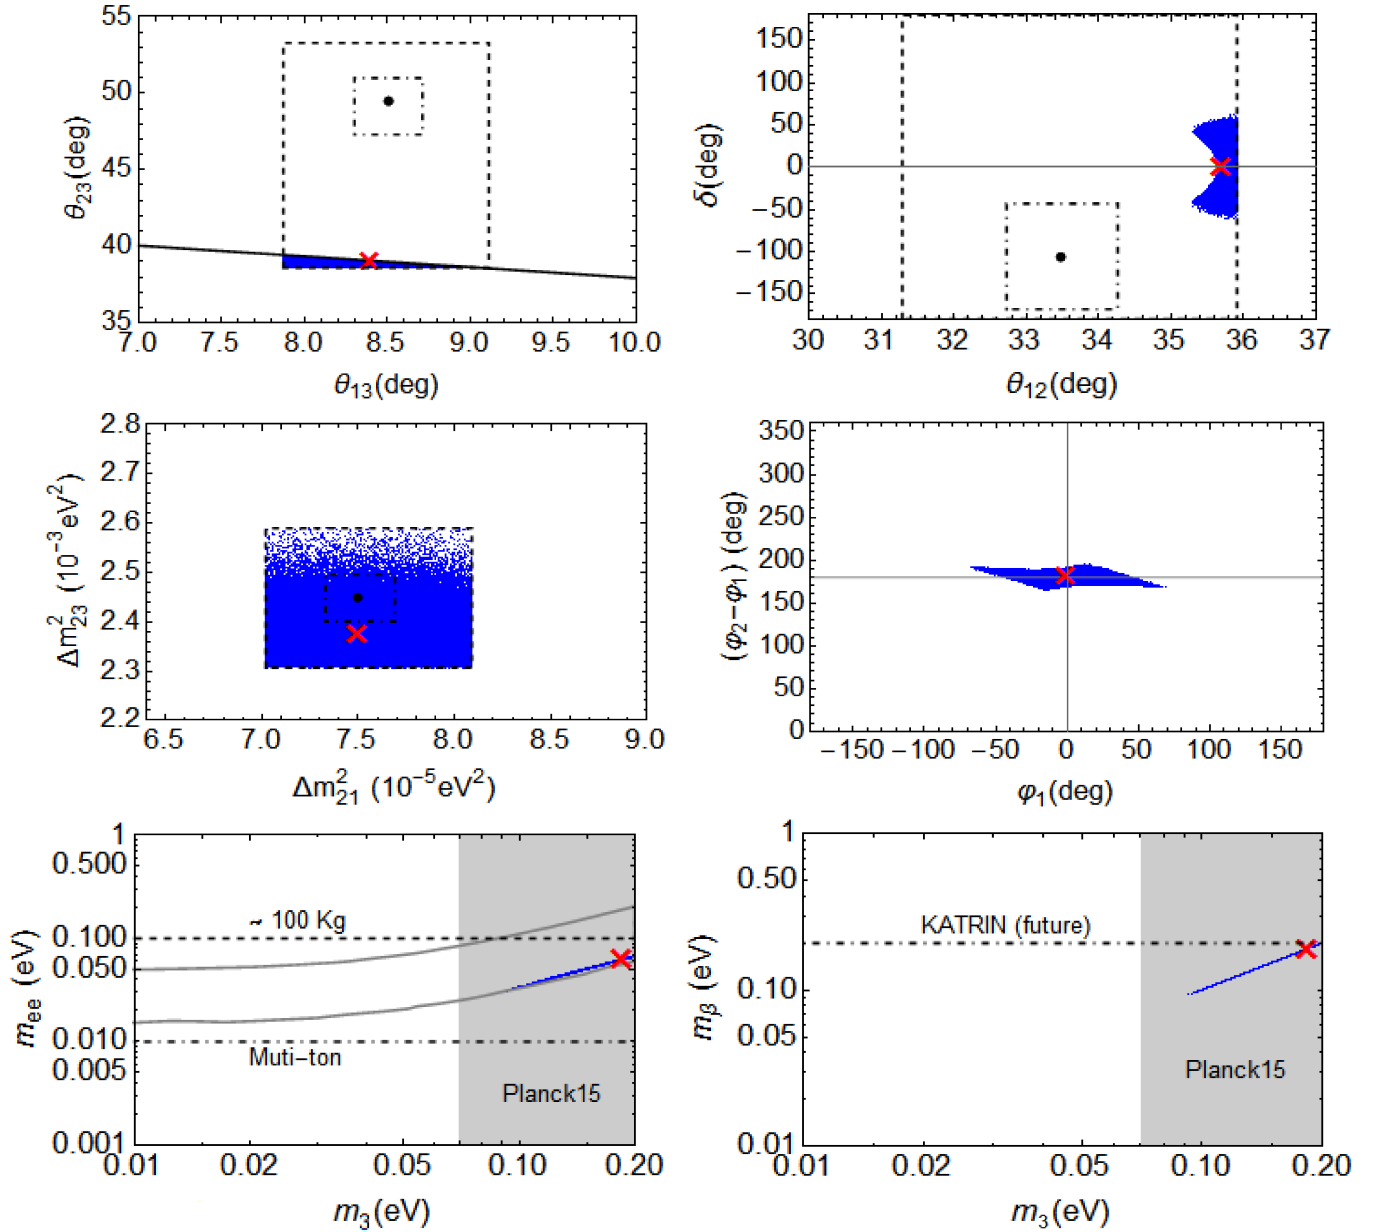 55
50
45
40
35
θ23(deg)
7.0 7.5 8.0 8.5 9.0 9.5 10.0
θ13(deg)
150
100
50
0
−50
−100
−150
δ(deg)
30 31 32 33 34 35 36 37
θ12(deg)
2.8
2.7
2.6
2.5
2.4
2.3
2.2
Δm²23 (10⁻³eV²)
6.5 7.0 7.5 8.0 8.5 9.0
Δm²21 (10⁻⁵eV²)
350
300
250
200
150
100
50
0
(φ2−φ1) (deg)
−150 −100 −50 0 50 100 150
φ1(deg)
1
0.500
0.100
0.050
0.010
0.005
0.001
mee (eV)
~ 100 Kg
Muti−ton
Planck15
0.01 0.02 0.05 0.10 0.20
m3(eV)
1
0.50
0.10
0.05
0.01
mβ (eV)
KATRIN (future)
Planck15
0.01 0.02 0.05 0.10 0.20
m3(eV)